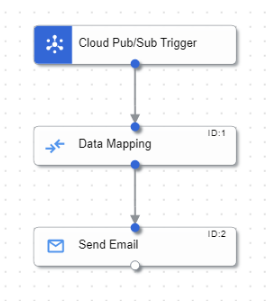 Cloud Pub/Sub Trigger
ID:1
Data Mapping
ID:2
Send Email